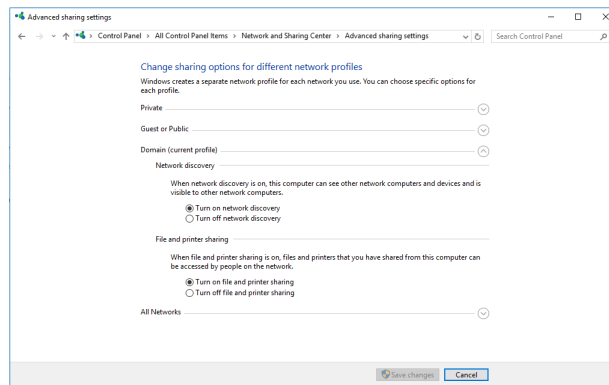 Advanced sharing settings
Control Panel > All Control Panel Items > Network and Sharing Center > Advanced sharing settings
Search Control Panel
Change sharing options for different network profiles
Windows creates a separate network profile for each network you use. You can choose specific options for
each profile.
Private
Guest or Public
Domain (current profile)
Network discovery
When network discovery is on, this computer can see other network computers and devices and is
visible to other network computers.
Turn on network discovery
Turn off network discovery
File and printer sharing
When file and printer sharing is on, files and printers that you have shared from this computer can
be accessed by people on the network.
Turn on file and printer sharing
Turn off file and printer sharing
All Networks
Save changes
Cancel